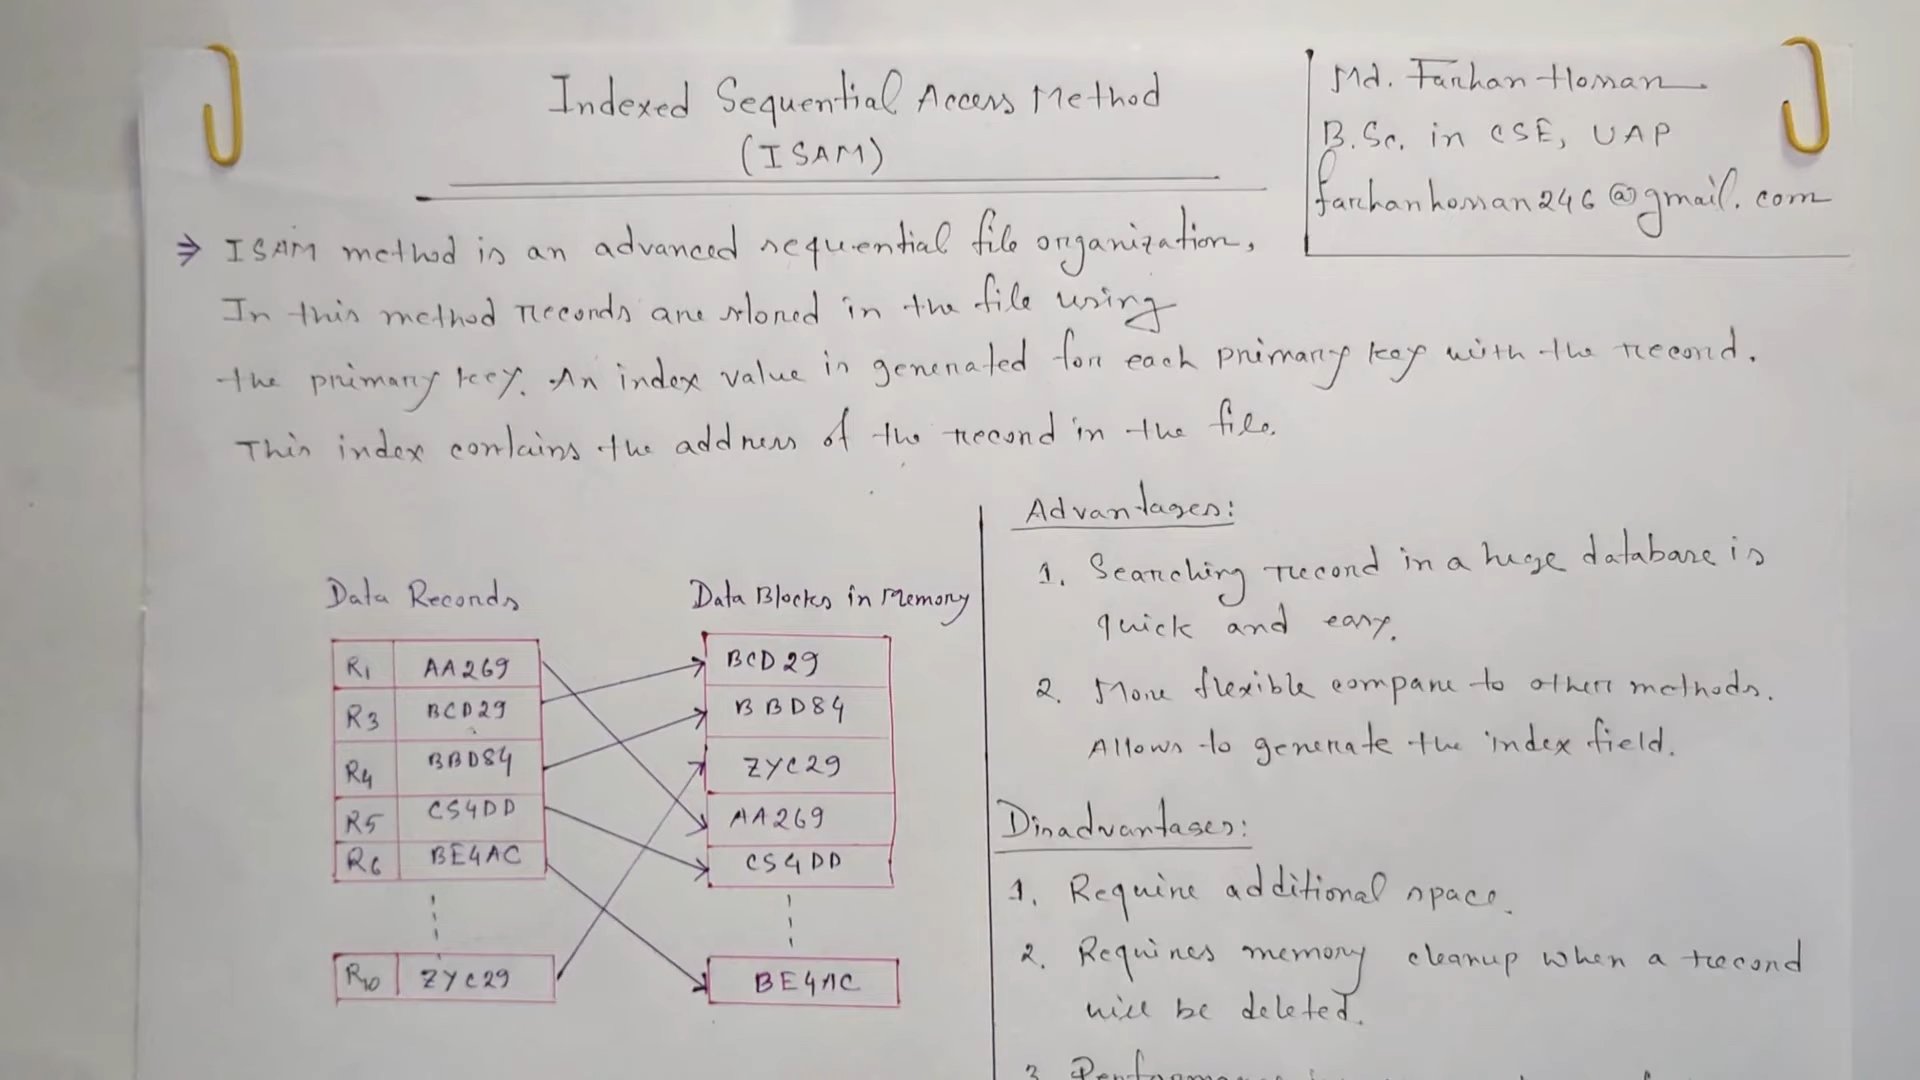 Indexed Sequential Access Method
(ISAM)
Md. Farhan Hossan
B.Sc. in CSE, UAP
farhanhossan246@gmail.com
⇒ ISAM method is an advanced sequential file organization,
In this method records are stored in the file using
the primary key. An index value is generated for each primary key with the record.
This index contains the address of the record in the file.
Data Records
Data Blocks in Memory
R1 AA269
R3 BCD29
R4 BBD84
R5 CS4DD
R6 BE4AC
R10 ZYC29
BCD29
BBD84
ZYC29
AA269
CS4DD
BE4AC
Advantages:
1. Searching record in a huge database is
quick and easy.
2. More flexible compare to other methods.
Allows to generate the index field.
Disadvantages:
1. Require additional space.
2. Requires memory cleanup when a record
will be deleted.
3. Performance